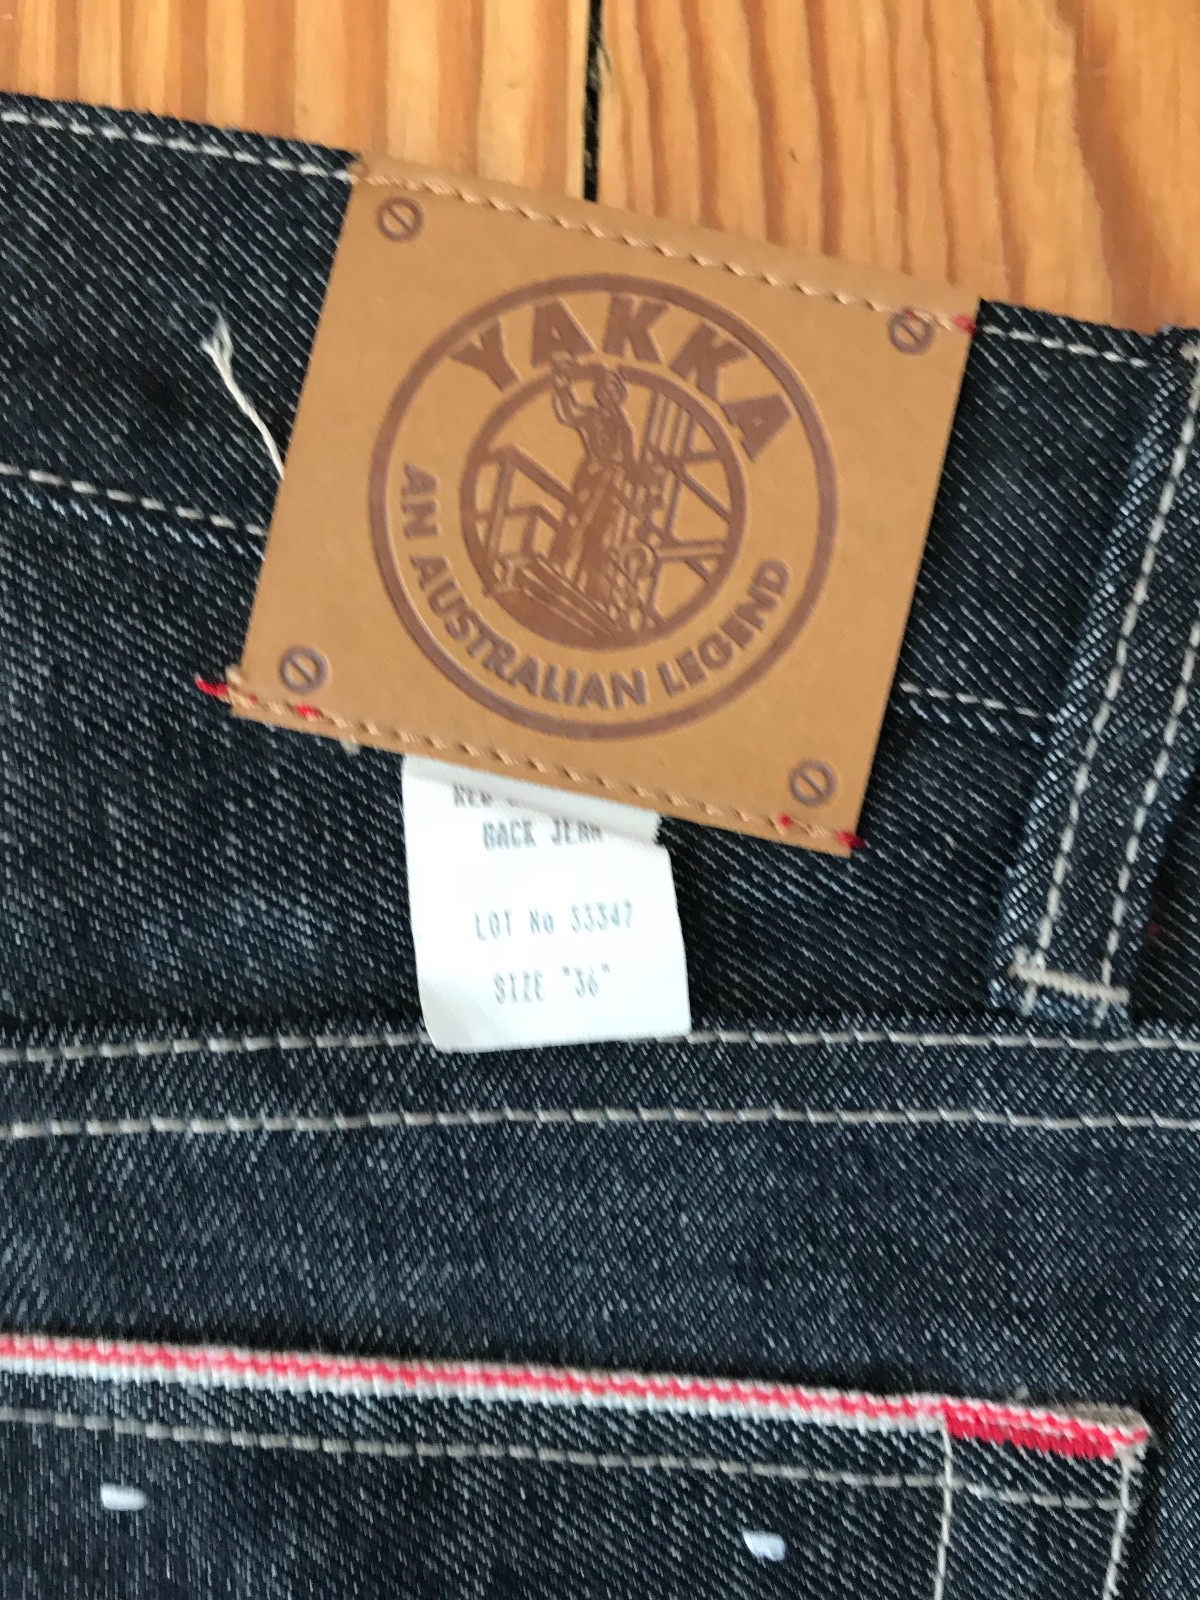 YAKKA
AN AUSTRALIAN LEGEND
BACK JEAN
LOT No 33347
SIZE "36"